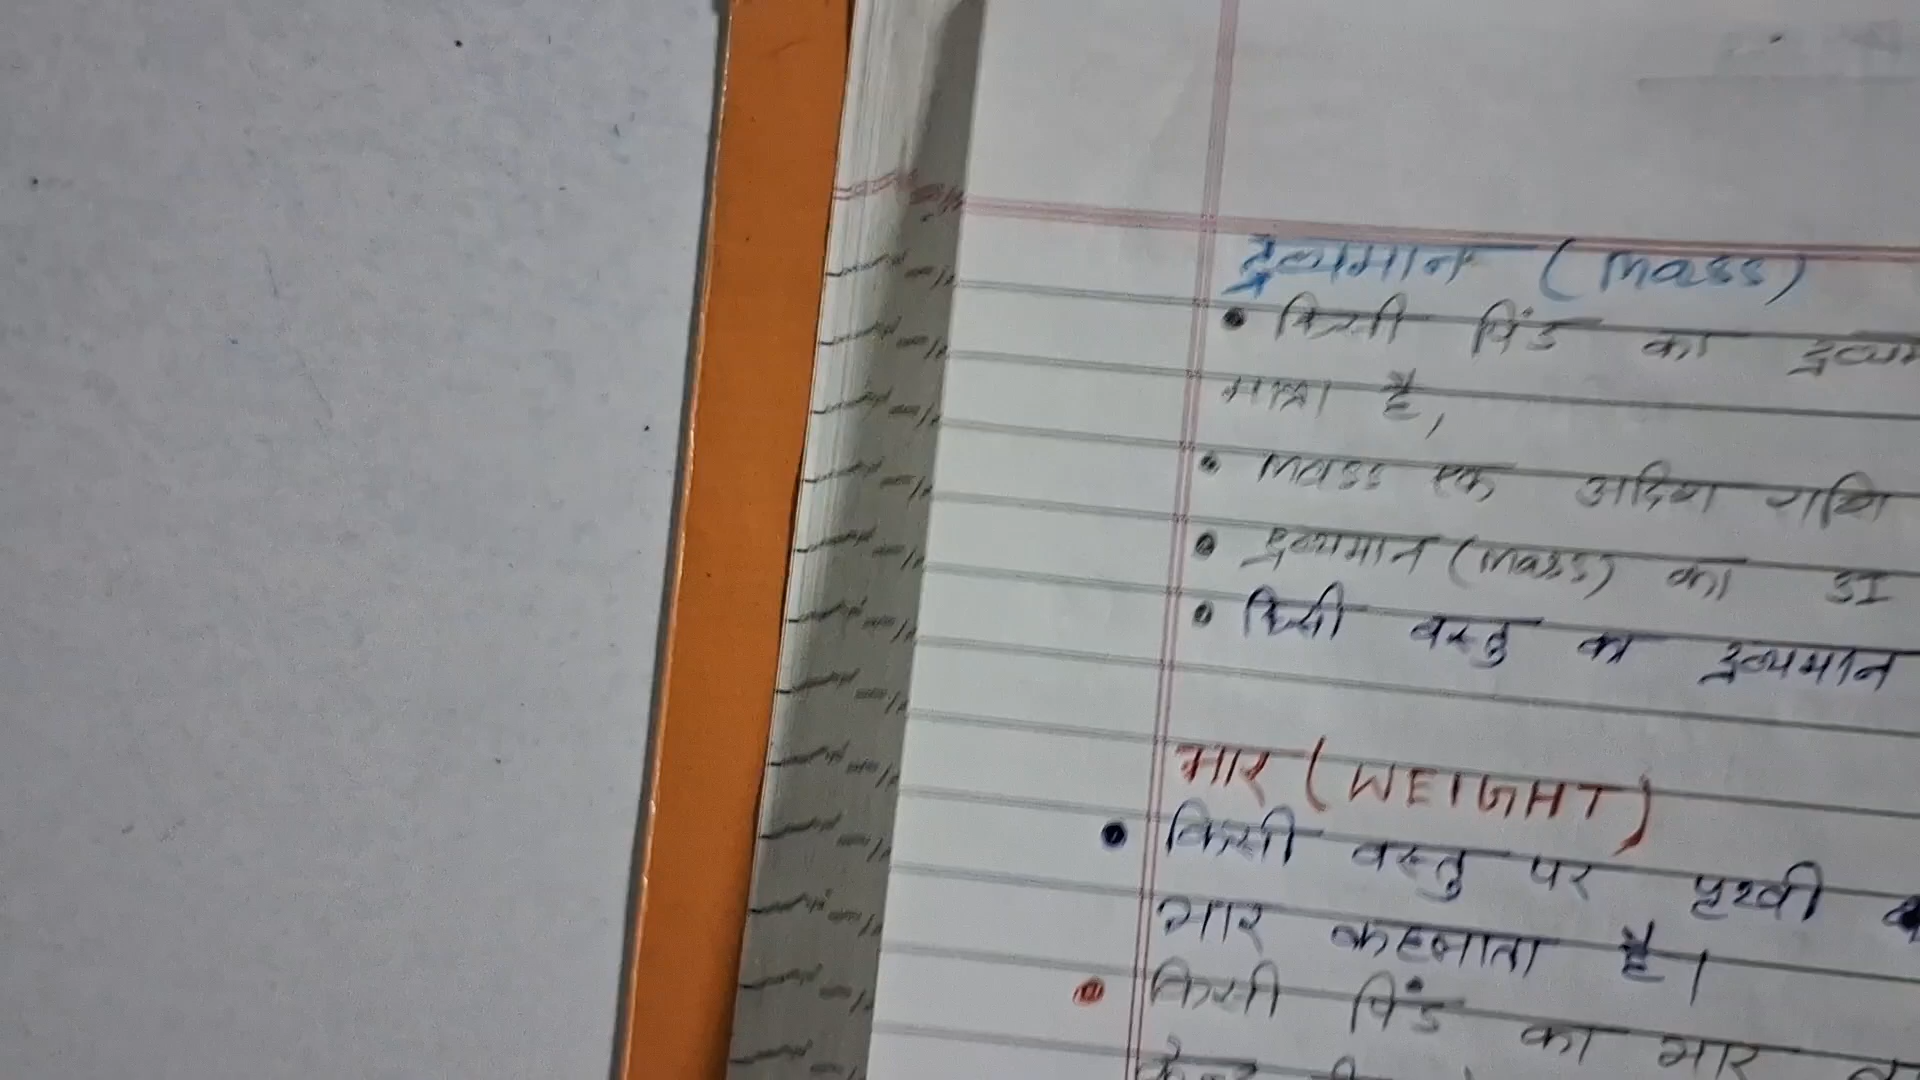 द्रव्यमान (Mass)
• किसी पिंड का
मात्रा है,
• Mass एक अदिश राशि
• द्रव्यमान (Mass) का SI
• किसी वस्तु का द्रव्यमान
भार (WEIGHT)
• किसी वस्तु पर पृथ्वी
भार कहलाता है।
• किसी पिंड का भार